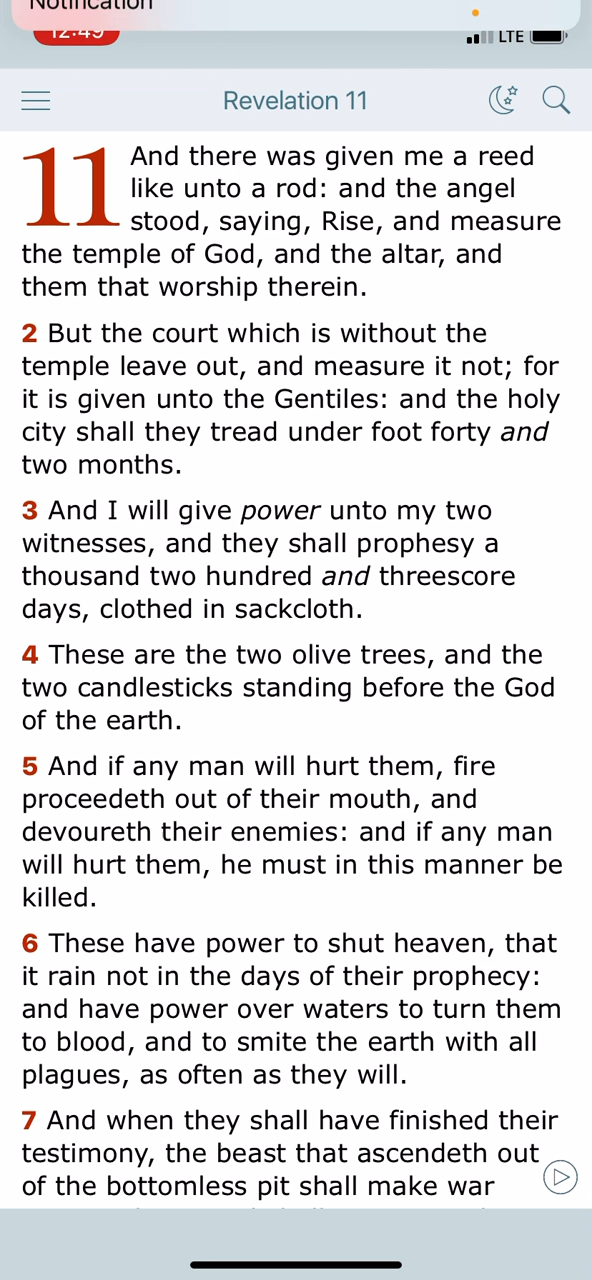 Notification
12:49
LTE
Revelation 11
11 And there was given me a reed
like unto a rod: and the angel
stood, saying, Rise, and measure
the temple of God, and the altar, and
them that worship therein.
2 But the court which is without the
temple leave out, and measure it not; for
it is given unto the Gentiles: and the holy
city shall they tread under foot forty and
two months.
3 And I will give power unto my two
witnesses, and they shall prophesy a
thousand two hundred and threescore
days, clothed in sackcloth.
4 These are the two olive trees, and the
two candlesticks standing before the God
of the earth.
5 And if any man will hurt them, fire
proceedeth out of their mouth, and
devoureth their enemies: and if any man
will hurt them, he must in this manner be
killed.
6 These have power to shut heaven, that
it rain not in the days of their prophecy:
and have power over waters to turn them
to blood, and to smite the earth with all
plagues, as often as they will.
7 And when they shall have finished their
testimony, the beast that ascendeth out
of the bottomless pit shall make war